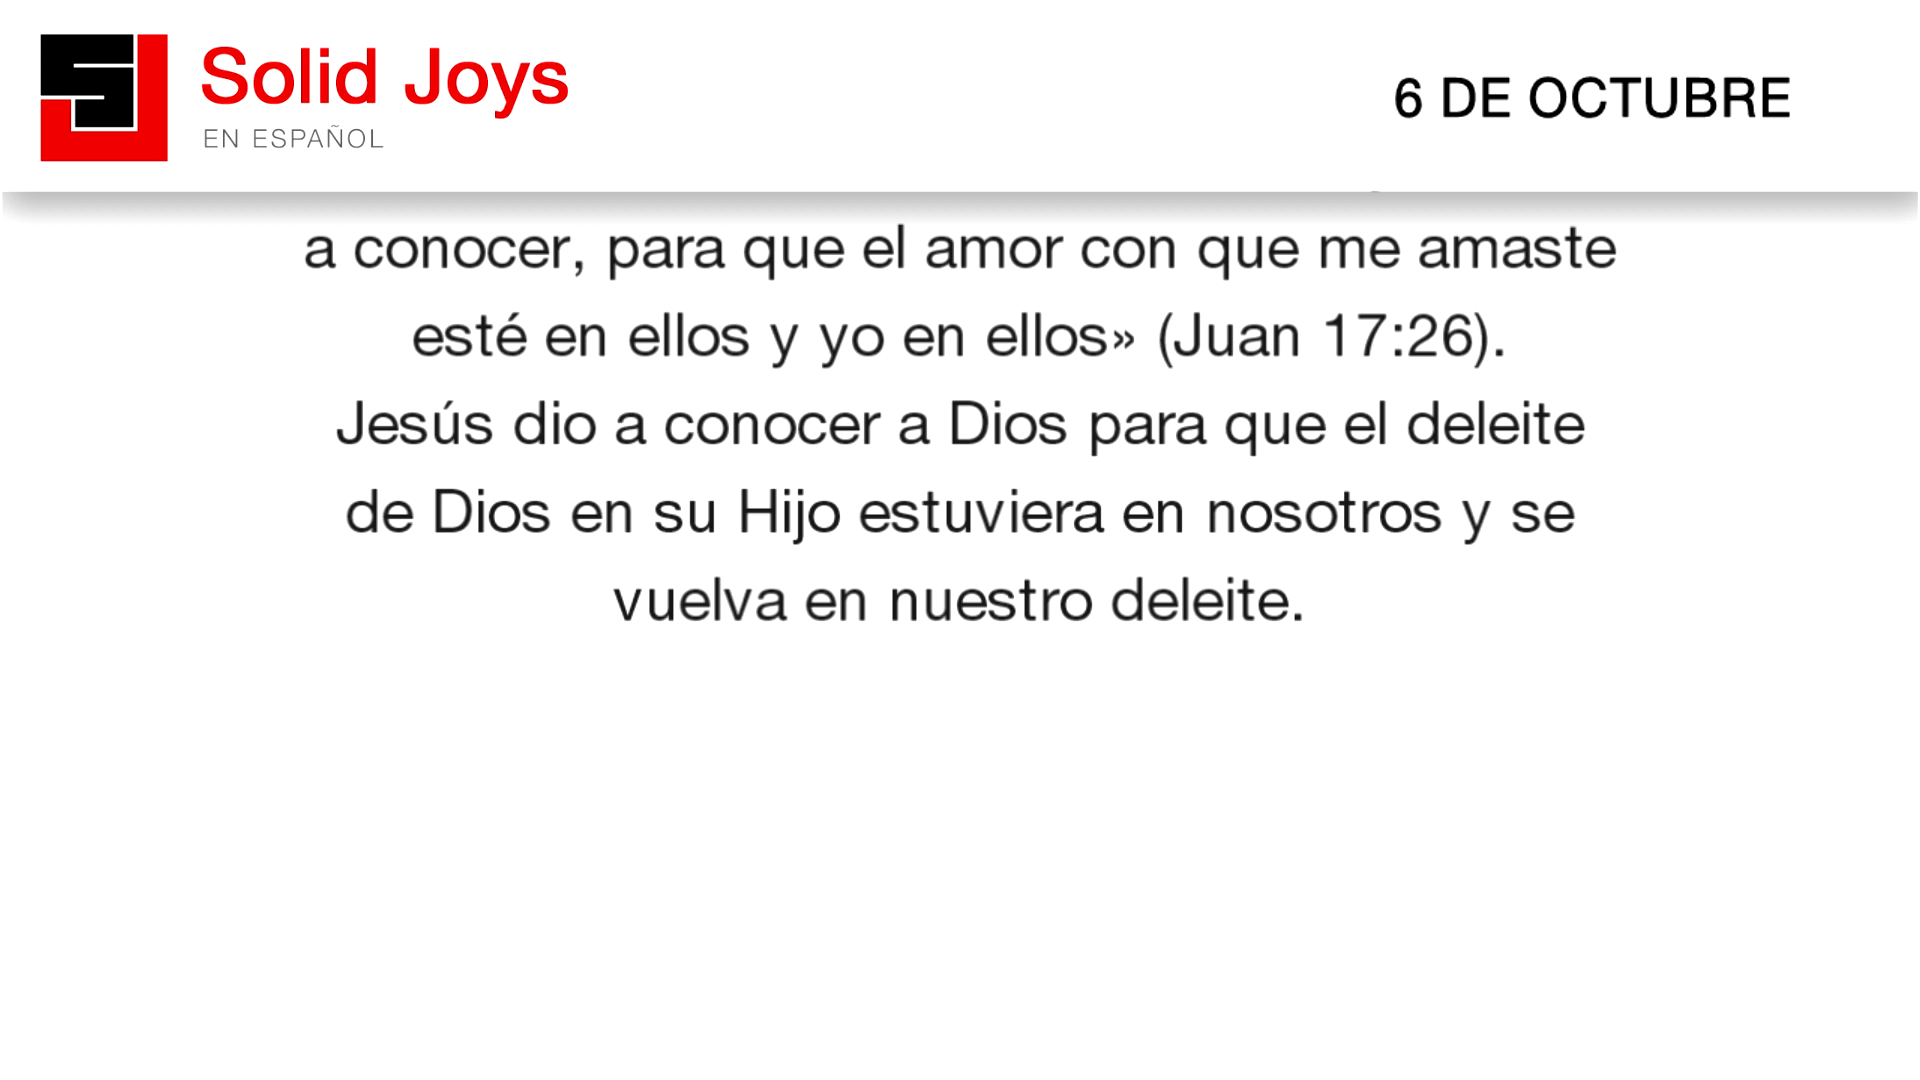 Solid Joys
EN ESPAÑOL
6 DE OCTUBRE
a conocer, para que el amor con que me amaste
esté en ellos y yo en ellos» (Juan 17:26).
Jesús dio a conocer a Dios para que el deleite
de Dios en su Hijo estuviera en nosotros y se
vuelva en nuestro deleite.